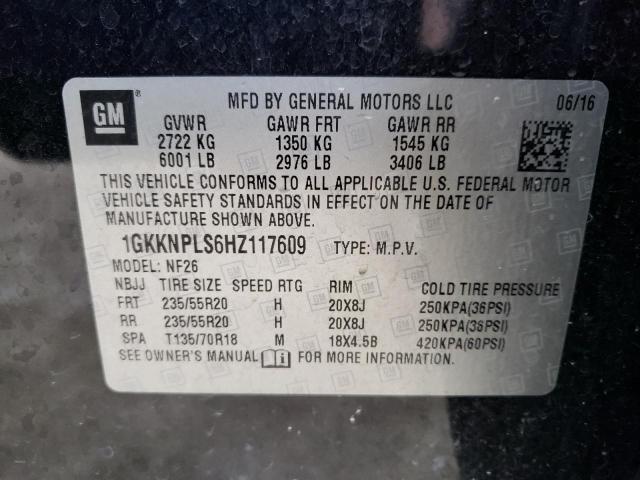 GM
MFD BY GENERAL MOTORS LLC 06/16
GVWR GAWR FRT GAWR RR
2722 KG 1350 KG 1545 KG
6001 LB 2976 LB 3406 LB
THIS VEHICLE CONFORMS TO ALL APPLICABLE U.S. FEDERAL MOTOR
VEHICLE SAFETY STANDARDS IN EFFECT ON THE DATE OF
MANUFACTURE SHOWN ABOVE.
1GKKNPLS6HZ117609 TYPE: M.P.V.
MODEL: NF26
NBJJ TIRE SIZE SPEED RTG RIM COLD TIRE PRESSURE
FRT 235/55R20 H 20X8J 250KPA(36PSI)
RR 235/55R20 H 20X8J 250KPA(36PSI)
SPA T135/70R18 M 18X4.5B 420KPA(60PSI)
SEE OWNER'S MANUAL FOR MORE INFORMATION.